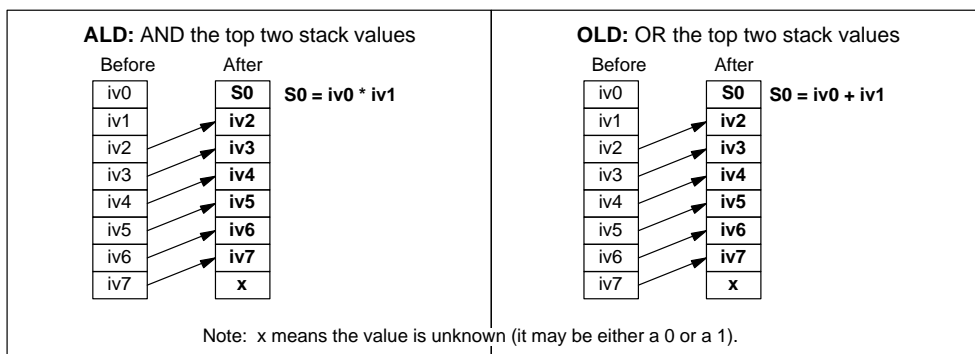 ALD: AND the top two stack values
Before After
iv0 S0 S0 = iv0 * iv1
iv1 iv2
iv2 iv3
iv3 iv4
iv4 iv5
iv5 iv6
iv6 iv7
iv7 x
OLD: OR the top two stack values
Before After
iv0 S0 S0 = iv0 + iv1
iv1 iv2
iv2 iv3
iv3 iv4
iv4 iv5
iv5 iv6
iv6 iv7
iv7 x
Note: x means the value is unknown (it may be either a 0 or a 1).